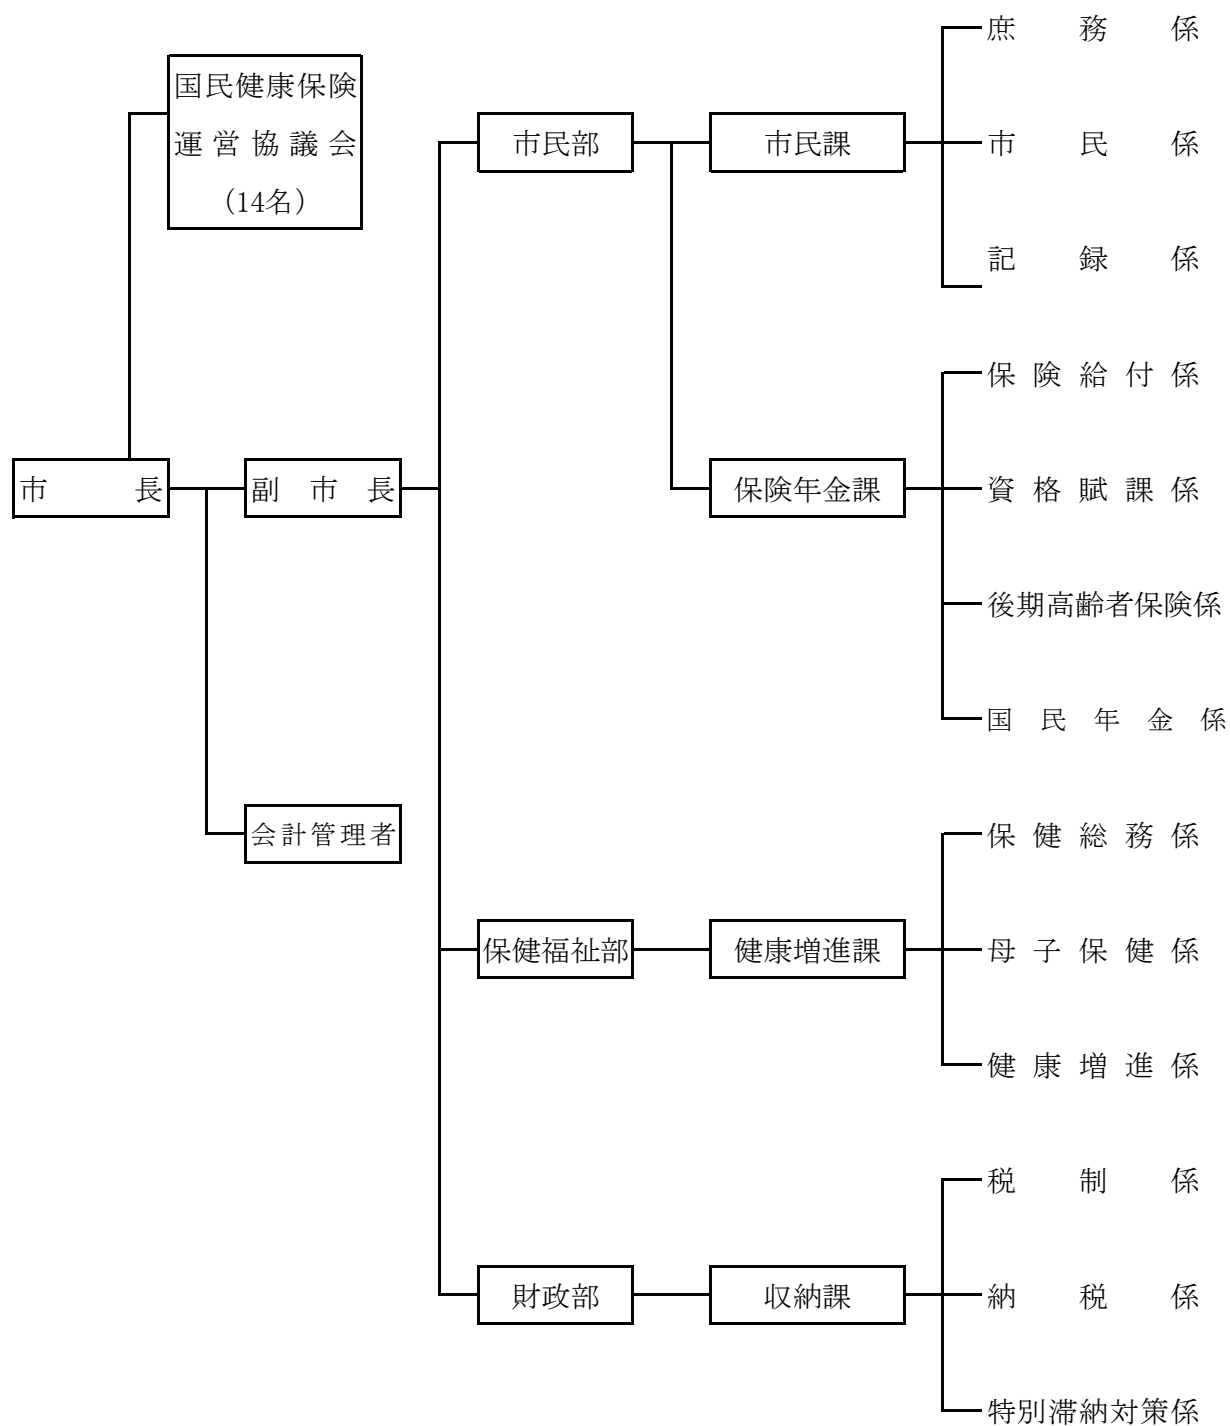 国民健康保険
運営協議会
（14名）
市長
副市長
会計管理者
市民部
市民課
庶務係
市民係
記録係
保険年金課
保険給付係
資格賦課係
後期高齢者保険係
国民年金係
保健福祉部
健康増進課
保健総務係
母子保健係
健康増進係
財政部
収納課
税制係
納税係
特別滞納対策係